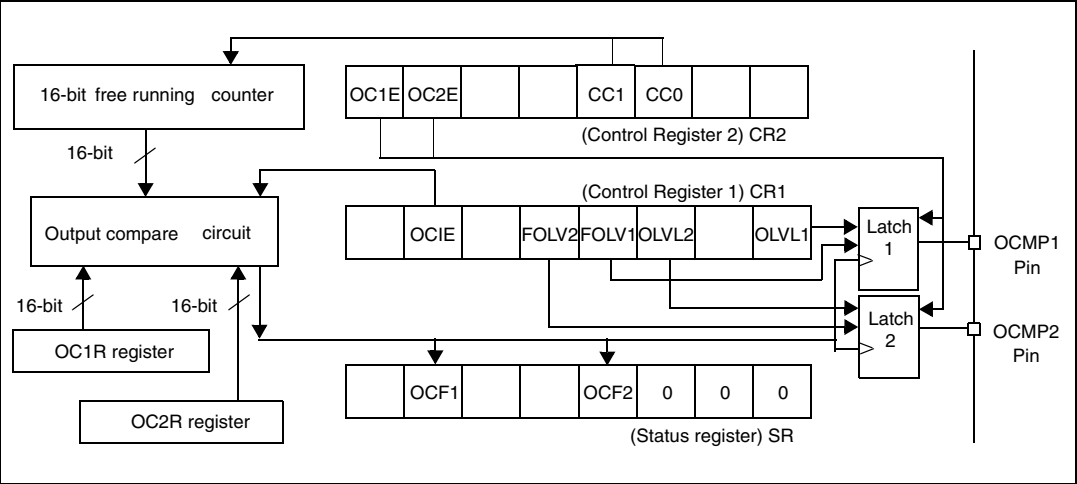 16-bit free running counter
OC1E OC2E CC1 CC0
(Control Register 2) CR2
16-bit
(Control Register 1) CR1
Output compare circuit
OCIE FOLV2 FOLV1 OLVL2 OLVL1
Latch
1
OCMP1
Pin
16-bit
16-bit
OC1R register
Latch
2
OCMP2
Pin
OCF1 OCF2 0 0 0
OC2R register
(Status register) SR